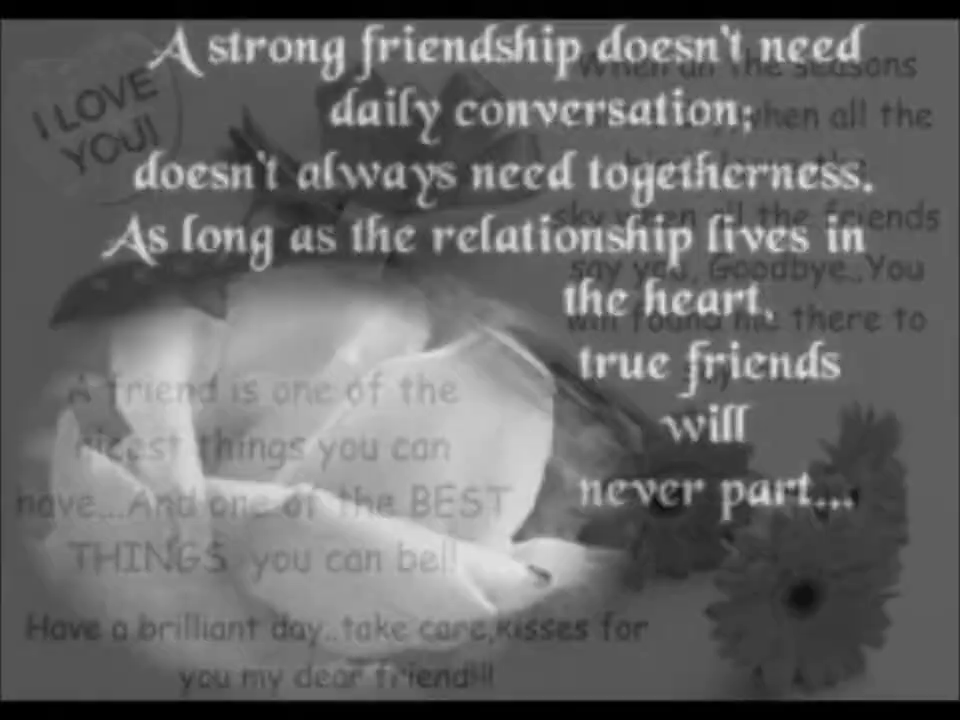 A strong friendship doesn't need
daily conversation;
doesn't always need togetherness.
As long as the relationship lives in
the heart,
true friends
will
never part...
I LOVE
YOU!
When all the seasons
when all the
the
sky when all the friends
say you, Goodbye..You
will found me there to
A friend is one of the
nicest things you can
have...And one of the BEST
THINGS you can be!!
Have a brilliant day..take care,kisses for
you my dear friend!!!